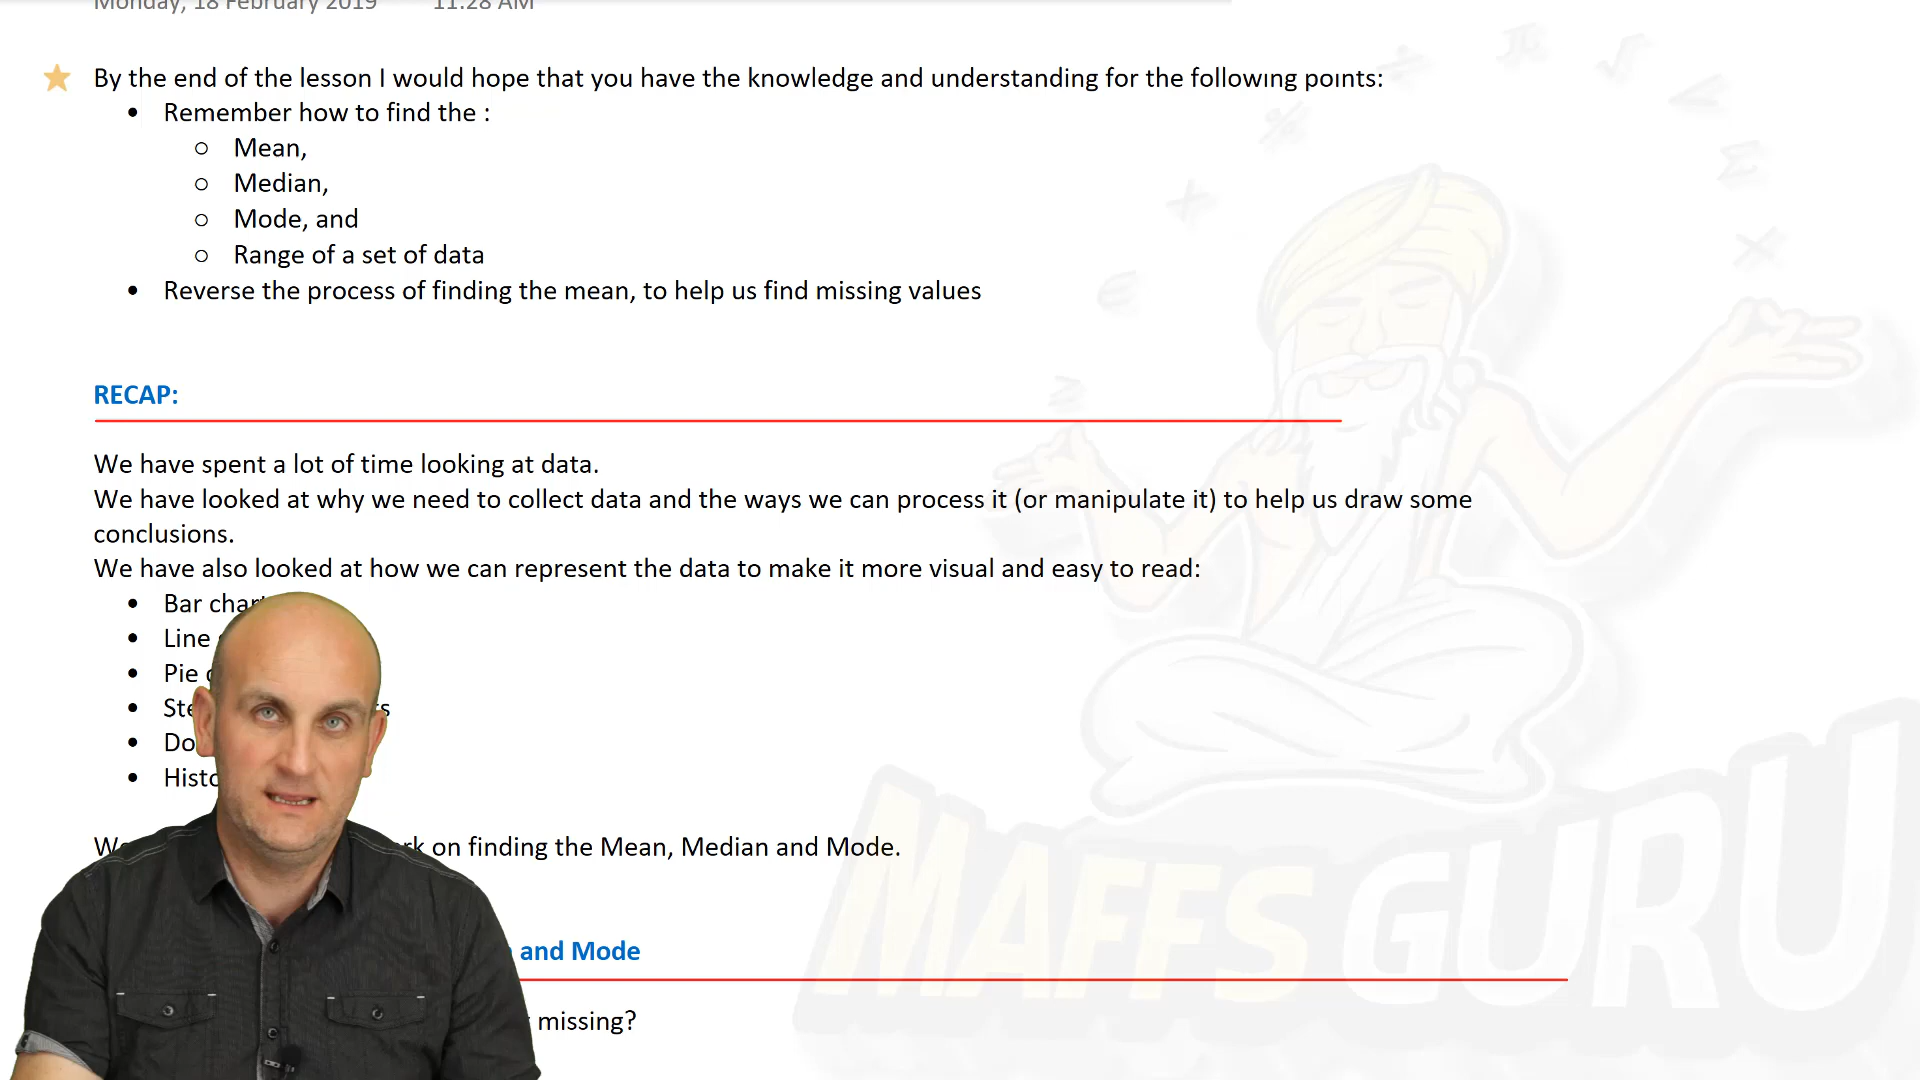 Monday, 18 February 2019 11:28 AM
By the end of the lesson I would hope that you have the knowledge and understanding for the following points:
• Remember how to find the :
○ Mean,
○ Median,
○ Mode, and
○ Range of a set of data
• Reverse the process of finding the mean, to help us find missing values
RECAP:
We have spent a lot of time looking at data.
We have looked at why we need to collect data and the ways we can process it (or manipulate it) to help us draw some
conclusions.
We have also looked at how we can represent the data to make it more visual and easy to read:
• Bar
• Line
• Pie
•
•
•
on finding the Mean, Median and Mode.
and Mode
missing?
MAFFS GURU